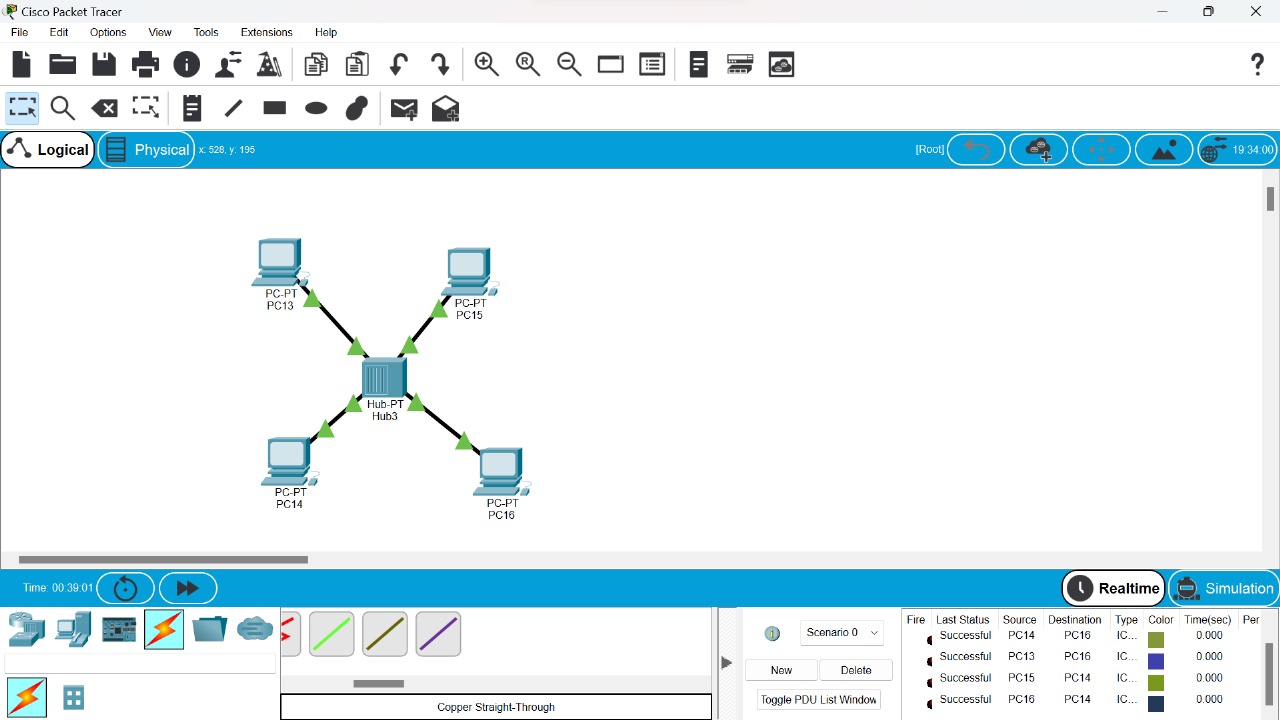 Cisco Packet Tracer
File Edit Options View Tools Extensions Help
Logical Physical x: 528, y: 195 [Root] 19:34:00
PC-PT
PC13
PC-PT
PC15
Hub-PT
Hub3
PC-PT
PC14
PC-PT
PC16
Time: 00:39:01 Realtime Simulation
Scenario 0
New Delete
Toggle PDU List Window
Copper Straight-Through
Fire Last Status Source Destination Type Color Time(sec) Per
Successful PC14 PC16 IC... 0.000
Successful PC13 PC16 IC... 0.000
Successful PC15 PC14 IC... 0.000
Successful PC16 PC14 IC... 0.000